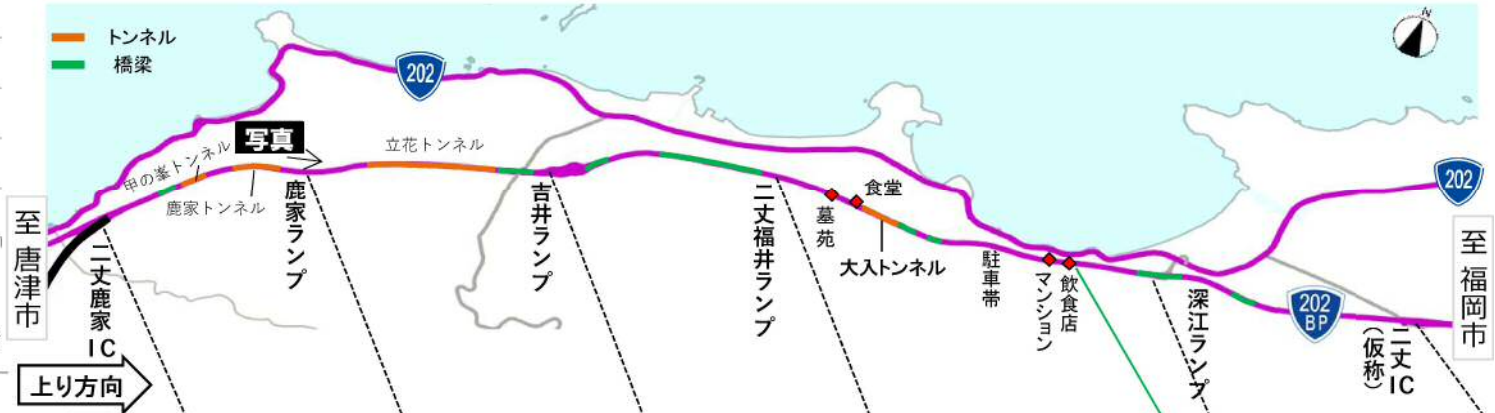 トンネル
橋梁
N
202
写真
立花トンネル
甲の峯トンネル
鹿家トンネル
鹿家ランプ
吉井ランプ
二丈福井ランプ
墓苑
食堂
大入トンネル
駐車帯
マンション
飲食店
深江ランプ
202
202
BP
二丈IC
(仮称)
至 福岡市
至 唐津市
二丈鹿家IC
上り方向